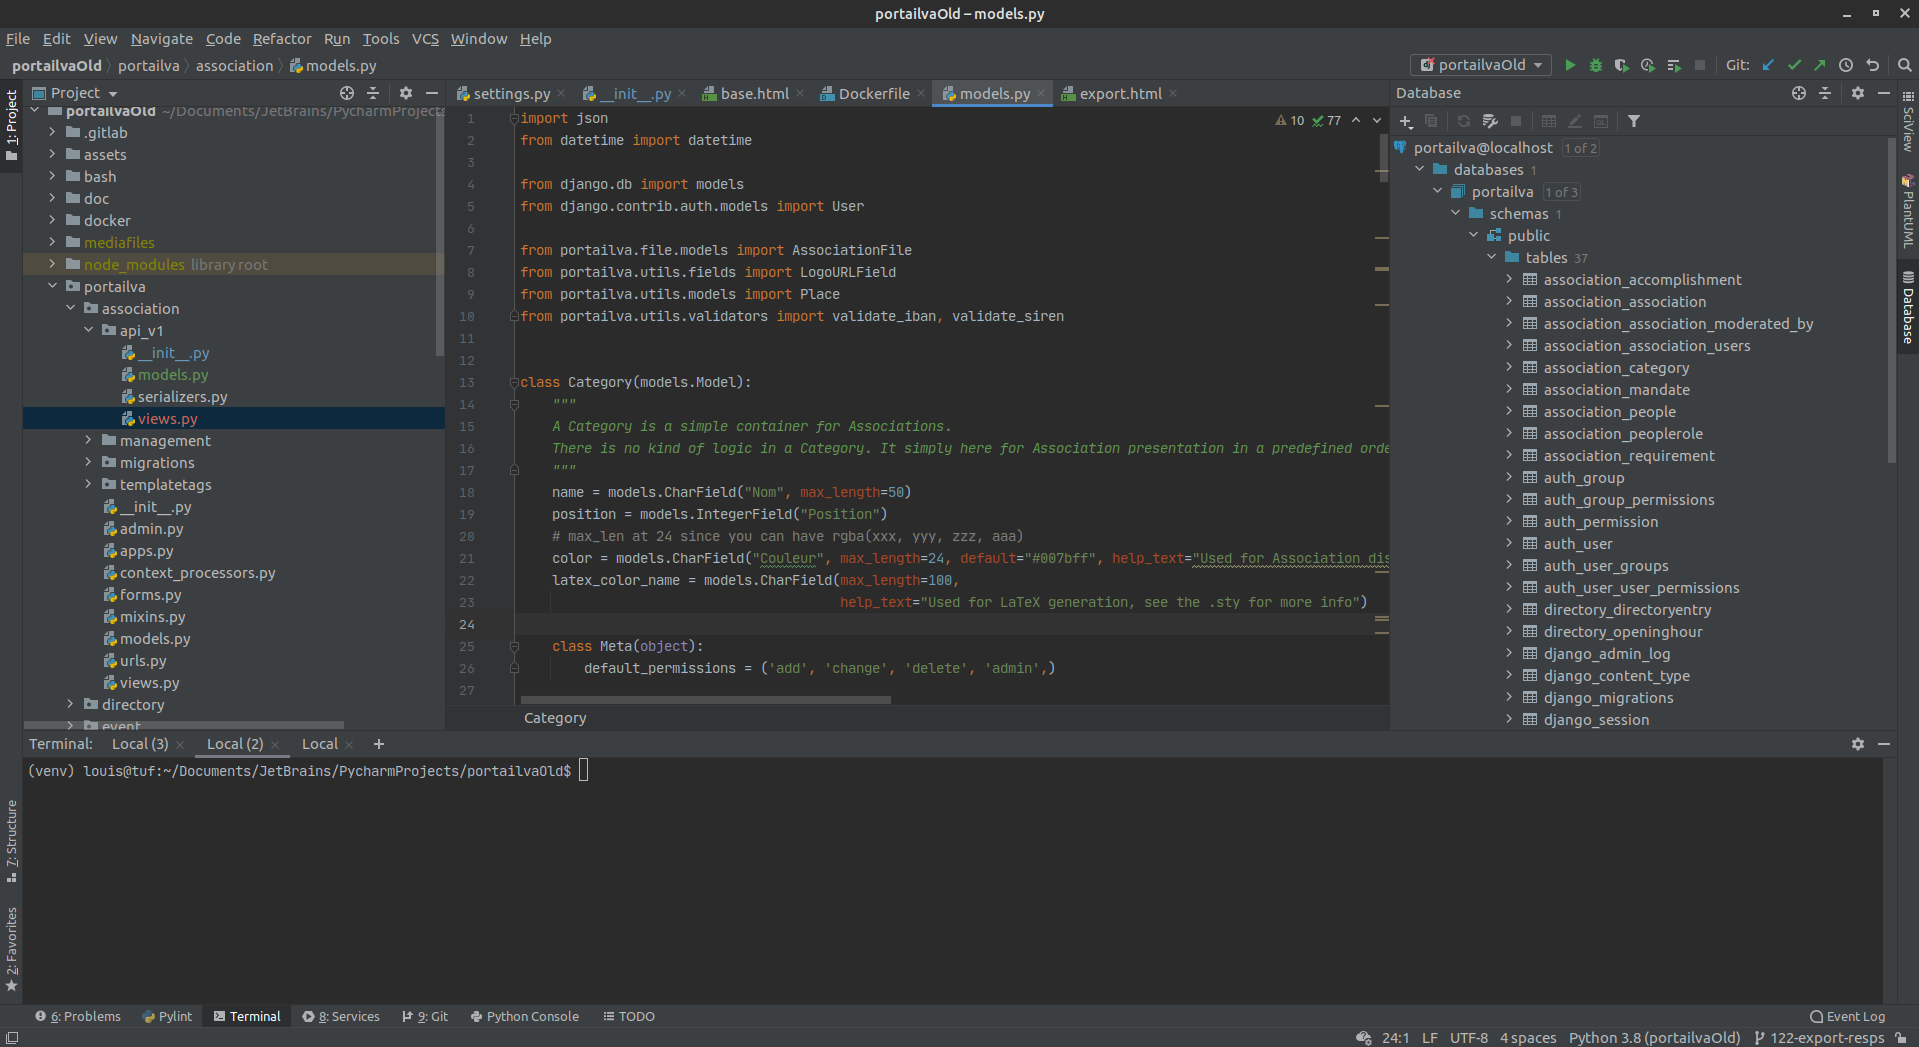 portailvaOld – models.py
File Edit View Navigate Code Refactor Run Tools VCS Window Help
portailvaOld portailva association models.py
portailvaOld Git:
1: Project
Project
portailvaOld ~/Documents/JetBrains/PycharmProjects
.gitlab
assets
bash
doc
docker
mediafiles
node_modules library root
portailva
association
api_v1
__init__.py
models.py
serializers.py
views.py
management
migrations
templatetags
__init__.py
admin.py
apps.py
context_processors.py
forms.py
mixins.py
models.py
urls.py
views.py
directory
event
settings.py __init__.py base.html Dockerfile models.py export.html
10 77
1 import json
2 from datetime import datetime
3
4 from django.db import models
5 from django.contrib.auth.models import User
6
7 from portailva.file.models import AssociationFile
8 from portailva.utils.fields import LogoURLField
9 from portailva.utils.models import Place
10 from portailva.utils.validators import validate_iban, validate_siren
11
12
13 class Category(models.Model):
14 """
15 A Category is a simple container for Associations.
16 There is no kind of logic in a Category. It simply here for Association presentation in a predefined orde
17 """
18 name = models.CharField("Nom", max_length=50)
19 position = models.IntegerField("Position")
20 # max_len at 24 since you can have rgba(xxx, yyy, zzz, aaa)
21 color = models.CharField("Couleur", max_length=24, default="#007bff", help_text="Used for Association dis
22 latex_color_name = models.CharField(max_length=100,
23 help_text="Used for LaTeX generation, see the .sty for more info")
24
25 class Meta(object):
26 default_permissions = ('add', 'change', 'delete', 'admin',)
27
Category
Database
portailva@localhost 1 of 2
databases 1
portailva 1 of 3
schemas 1
public
tables 37
association_accomplishment
association_association
association_association_moderated_by
association_association_users
association_category
association_mandate
association_people
association_peoplerole
association_requirement
auth_group
auth_group_permissions
auth_permission
auth_user
auth_user_groups
auth_user_user_permissions
directory_directoryentry
directory_openinghour
django_admin_log
django_content_type
django_migrations
django_session
SciView
PlantUML
Database
Terminal: Local (3) Local (2) Local
(venv) louis@tuf:~/Documents/JetBrains/PycharmProjects/portailvaOld$
7: Structure
2: Favorites
6: Problems Pylint Terminal 8: Services 9: Git Python Console TODO Event Log
24:1 LF UTF-8 4 spaces Python 3.8 (portailvaOld) 122-export-resps